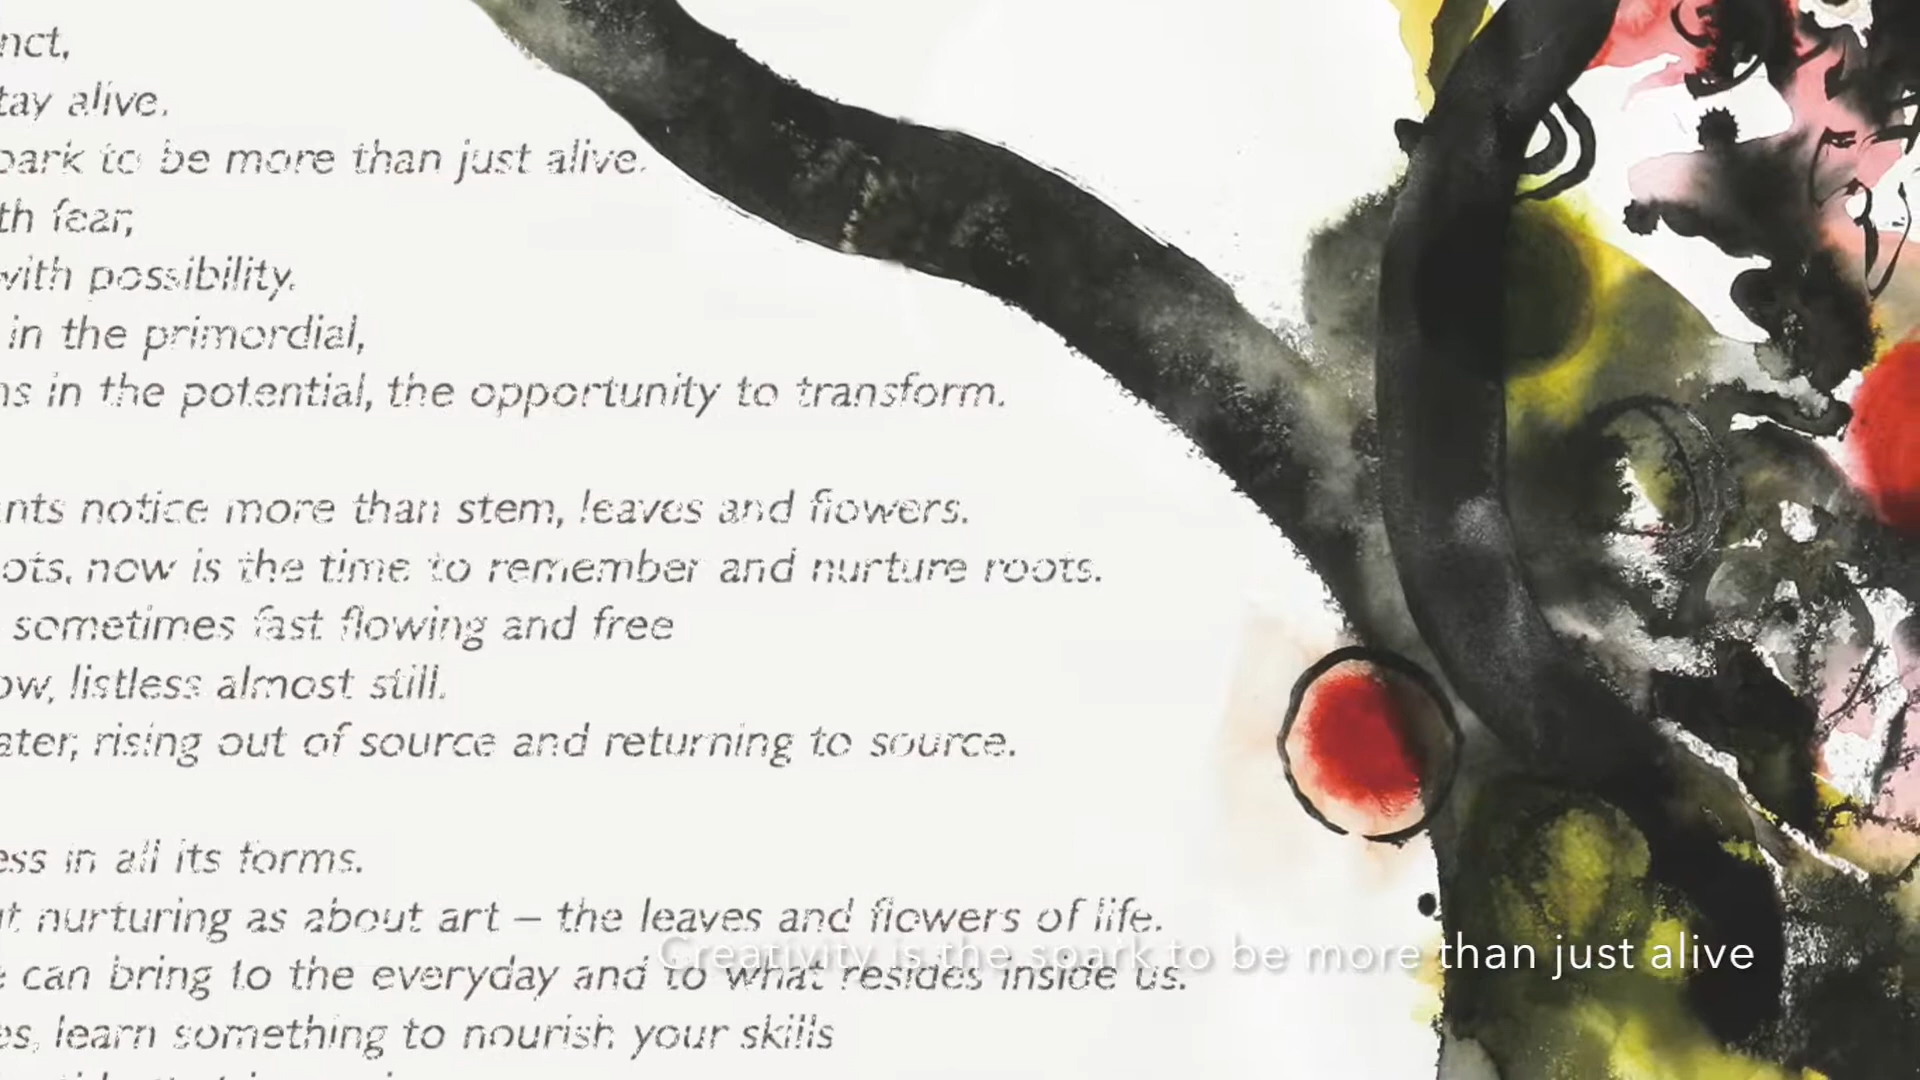 nct,
tay alive.
park to be more than just alive.
th fear,
with possibility.
in the primordial,
ns in the potential, the opportunity to transform.
ants notice more than stem, leaves and flowers.
ots, now is the time to remember and nurture roots.
sometimes fast flowing and free
ow, listless almost still.
ater, rising out of source and returning to source.
ess in all its forms.
t nurturing as about art – the leaves and flowers of life.
Creativity is the spark to be more than just alive
e can bring to the everyday and to what resides inside us.
es, learn something to nourish your skills